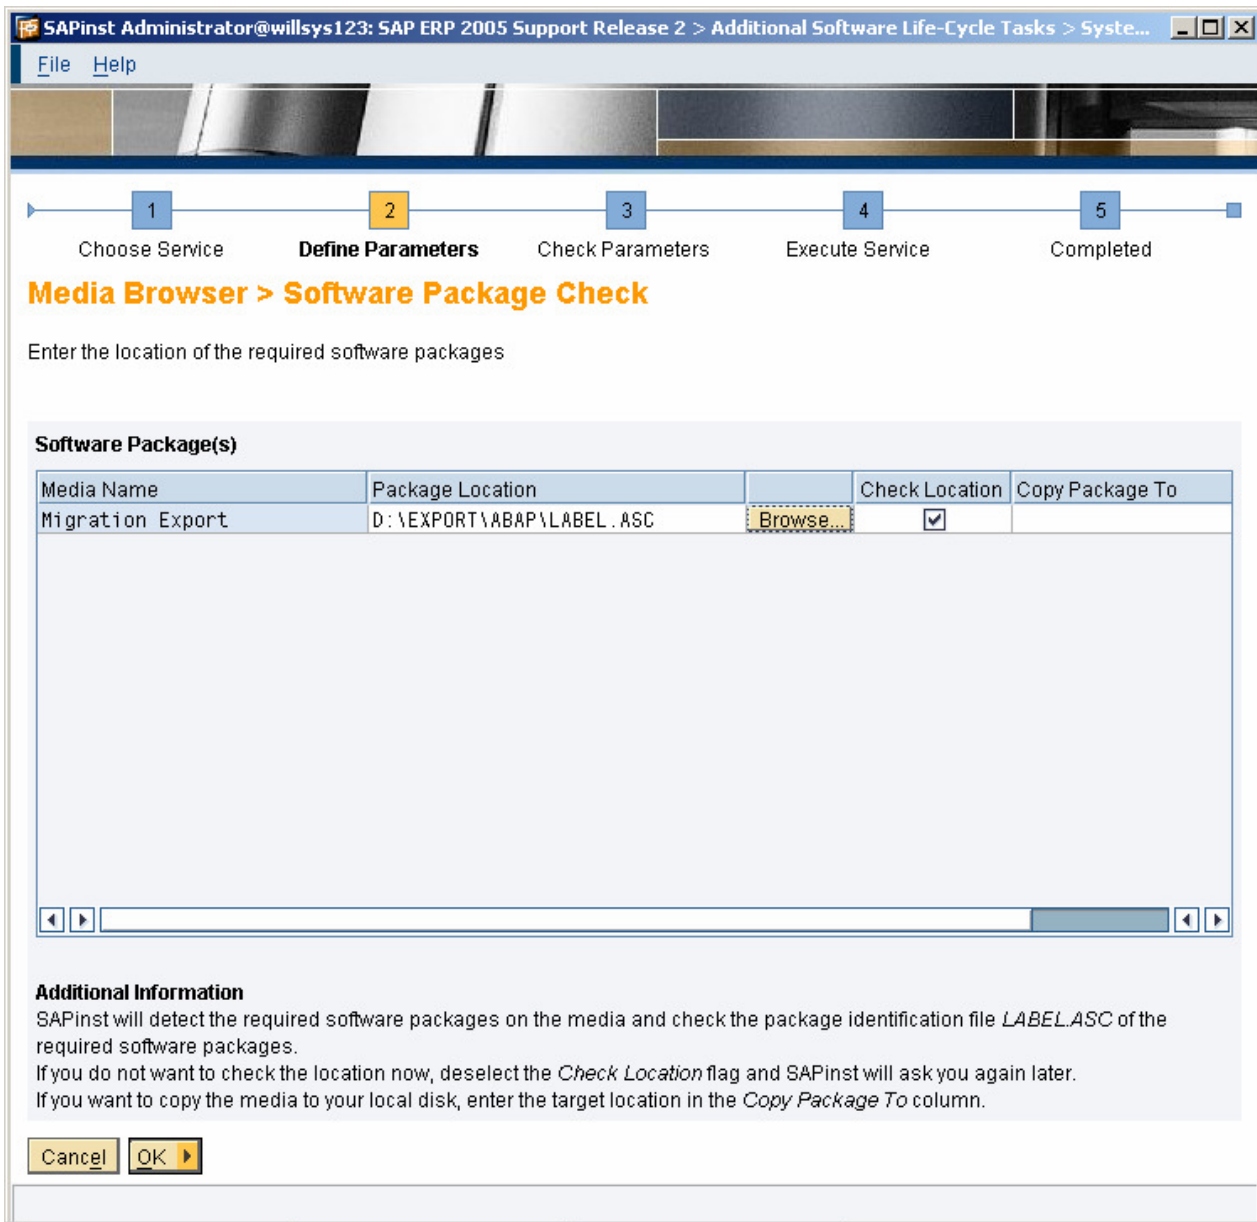 SAPinst Administrator@willsys123: SAP ERP 2005 Support Release 2 > Additional Software Life-Cycle Tasks > Syste...
File Help
1 2 3 4 5
Choose Service Define Parameters Check Parameters Execute Service Completed
Media Browser > Software Package Check
Enter the location of the required software packages
Software Package(s)
Media Name Package Location Check Location Copy Package To
Migration Export D:\EXPORT\ABAP\LABEL.ASC Browse...
Additional Information
SAPinst will detect the required software packages on the media and check the package identification file LABEL.ASC of the
required software packages.
If you do not want to check the location now, deselect the Check Location flag and SAPinst will ask you again later.
If you want to copy the media to your local disk, enter the target location in the Copy Package To column.
Cancel OK